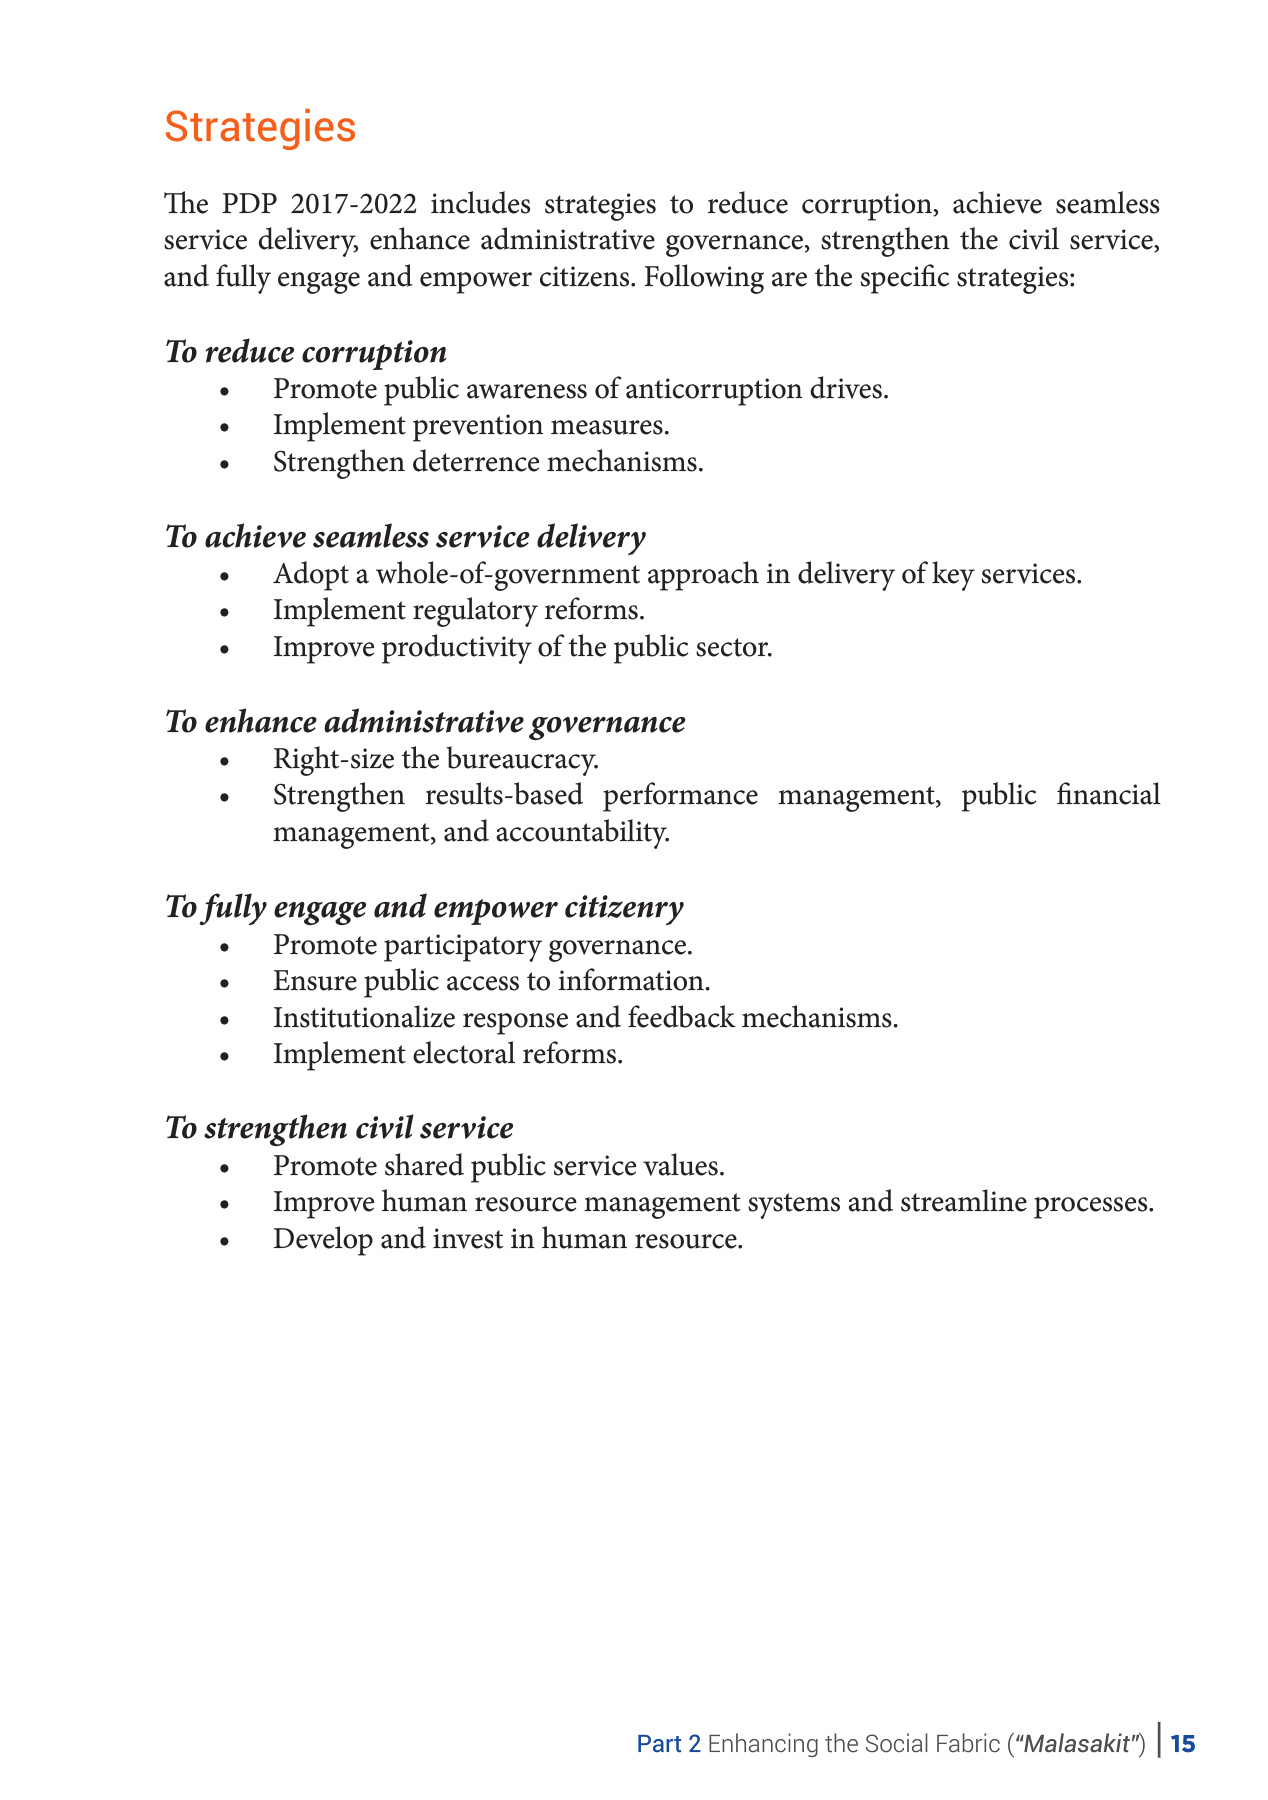 Strategies
The PDP 2017-2022 includes strategies to reduce corruption, achieve seamless
service delivery, enhance administrative governance, strengthen the civil service,
and fully engage and empower citizens. Following are the specific strategies:
To reduce corruption
• Promote public awareness of anticorruption drives.
• Implement prevention measures.
• Strengthen deterrence mechanisms.
To achieve seamless service delivery
• Adopt a whole-of-government approach in delivery of key services.
• Implement regulatory reforms.
• Improve productivity of the public sector.
To enhance administrative governance
• Right-size the bureaucracy.
• Strengthen results-based performance management, public financial
management, and accountability.
To fully engage and empower citizenry
• Promote participatory governance.
• Ensure public access to information.
• Institutionalize response and feedback mechanisms.
• Implement electoral reforms.
To strengthen civil service
• Promote shared public service values.
• Improve human resource management systems and streamline processes.
• Develop and invest in human resource.
Part 2 Enhancing the Social Fabric (“Malasakit”) | 15